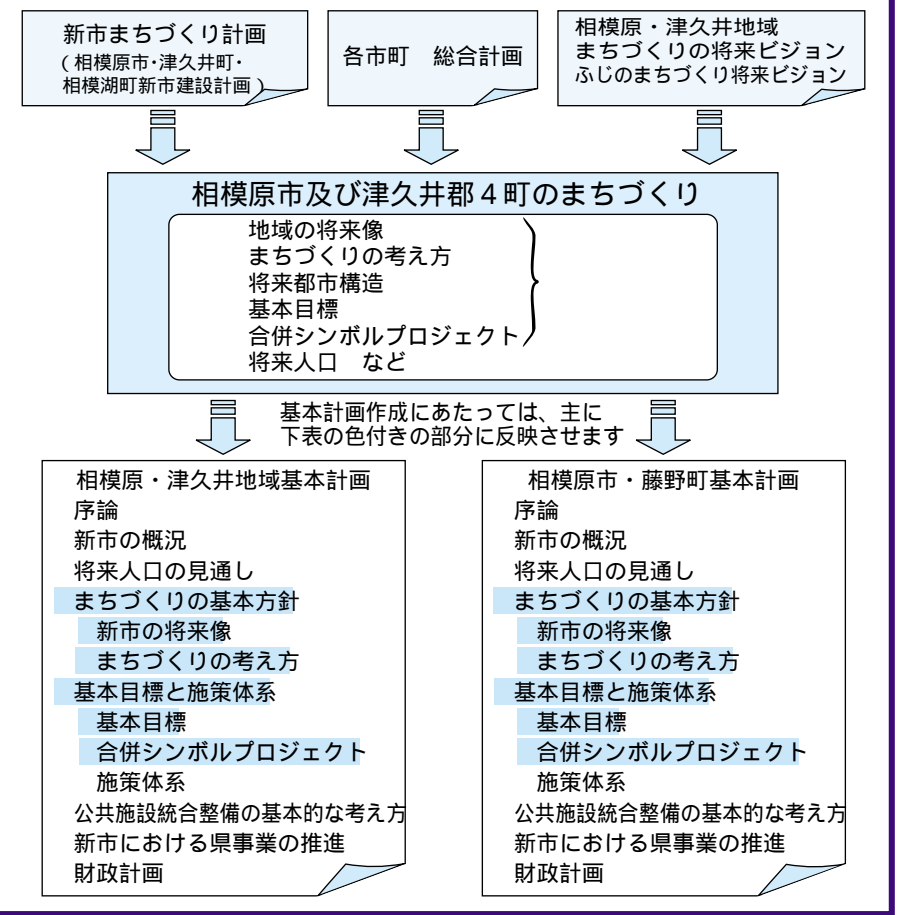 新市まちづくり計画
(相模原市･津久井町･
相模湖町新市建設計画)
各市町　総合計画
相模原・津久井地域
まちづくりの将来ビジョン
ふじのまちづくり将来ビジョン
相模原市及び津久井郡４町のまちづくり
地域の将来像
まちづくりの考え方
将来都市構造
基本目標
合併シンボルプロジェクト
将来人口　など
基本計画作成にあたっては、主に
下表の色付きの部分に反映させます
相模原・津久井地域基本計画
序論
新市の概況
将来人口の見通し
まちづくりの基本方針
新市の将来像
まちづくりの考え方
基本目標と施策体系
基本目標
合併シンボルプロジェクト
施策体系
公共施設統合整備の基本的な考え方
新市における県事業の推進
財政計画
相模原市・藤野町基本計画
序論
新市の概況
将来人口の見通し
まちづくりの基本方針
新市の将来像
まちづくりの考え方
基本目標と施策体系
基本目標
合併シンボルプロジェクト
施策体系
公共施設統合整備の基本的な考え方
新市における県事業の推進
財政計画